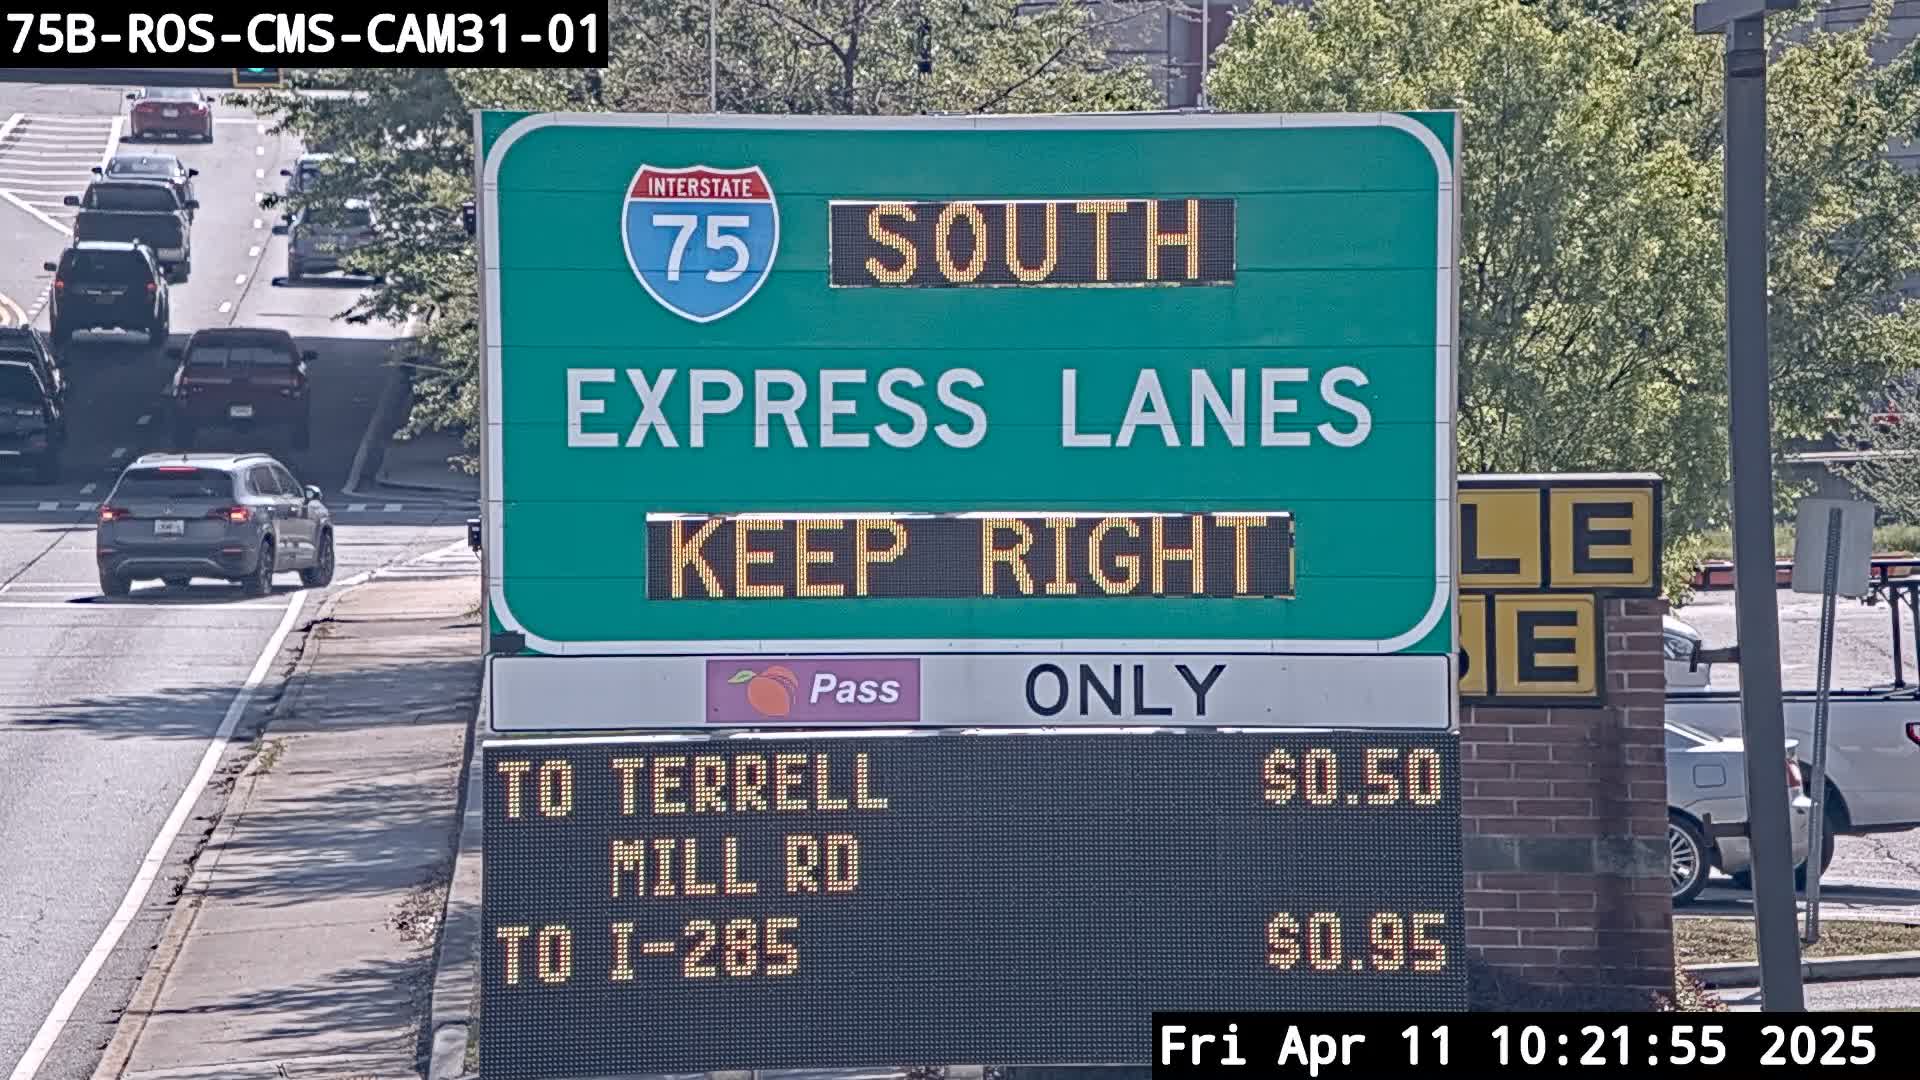 75B-ROS-CMS-CAM31-01
INTERSTATE
75
SOUTH
EXPRESS LANES
KEEP RIGHT
Pass ONLY
TO TERRELL $0.50
MILL RD
TO I-285 $0.95
LE
E
Fri Apr 11 10:21:55 2025